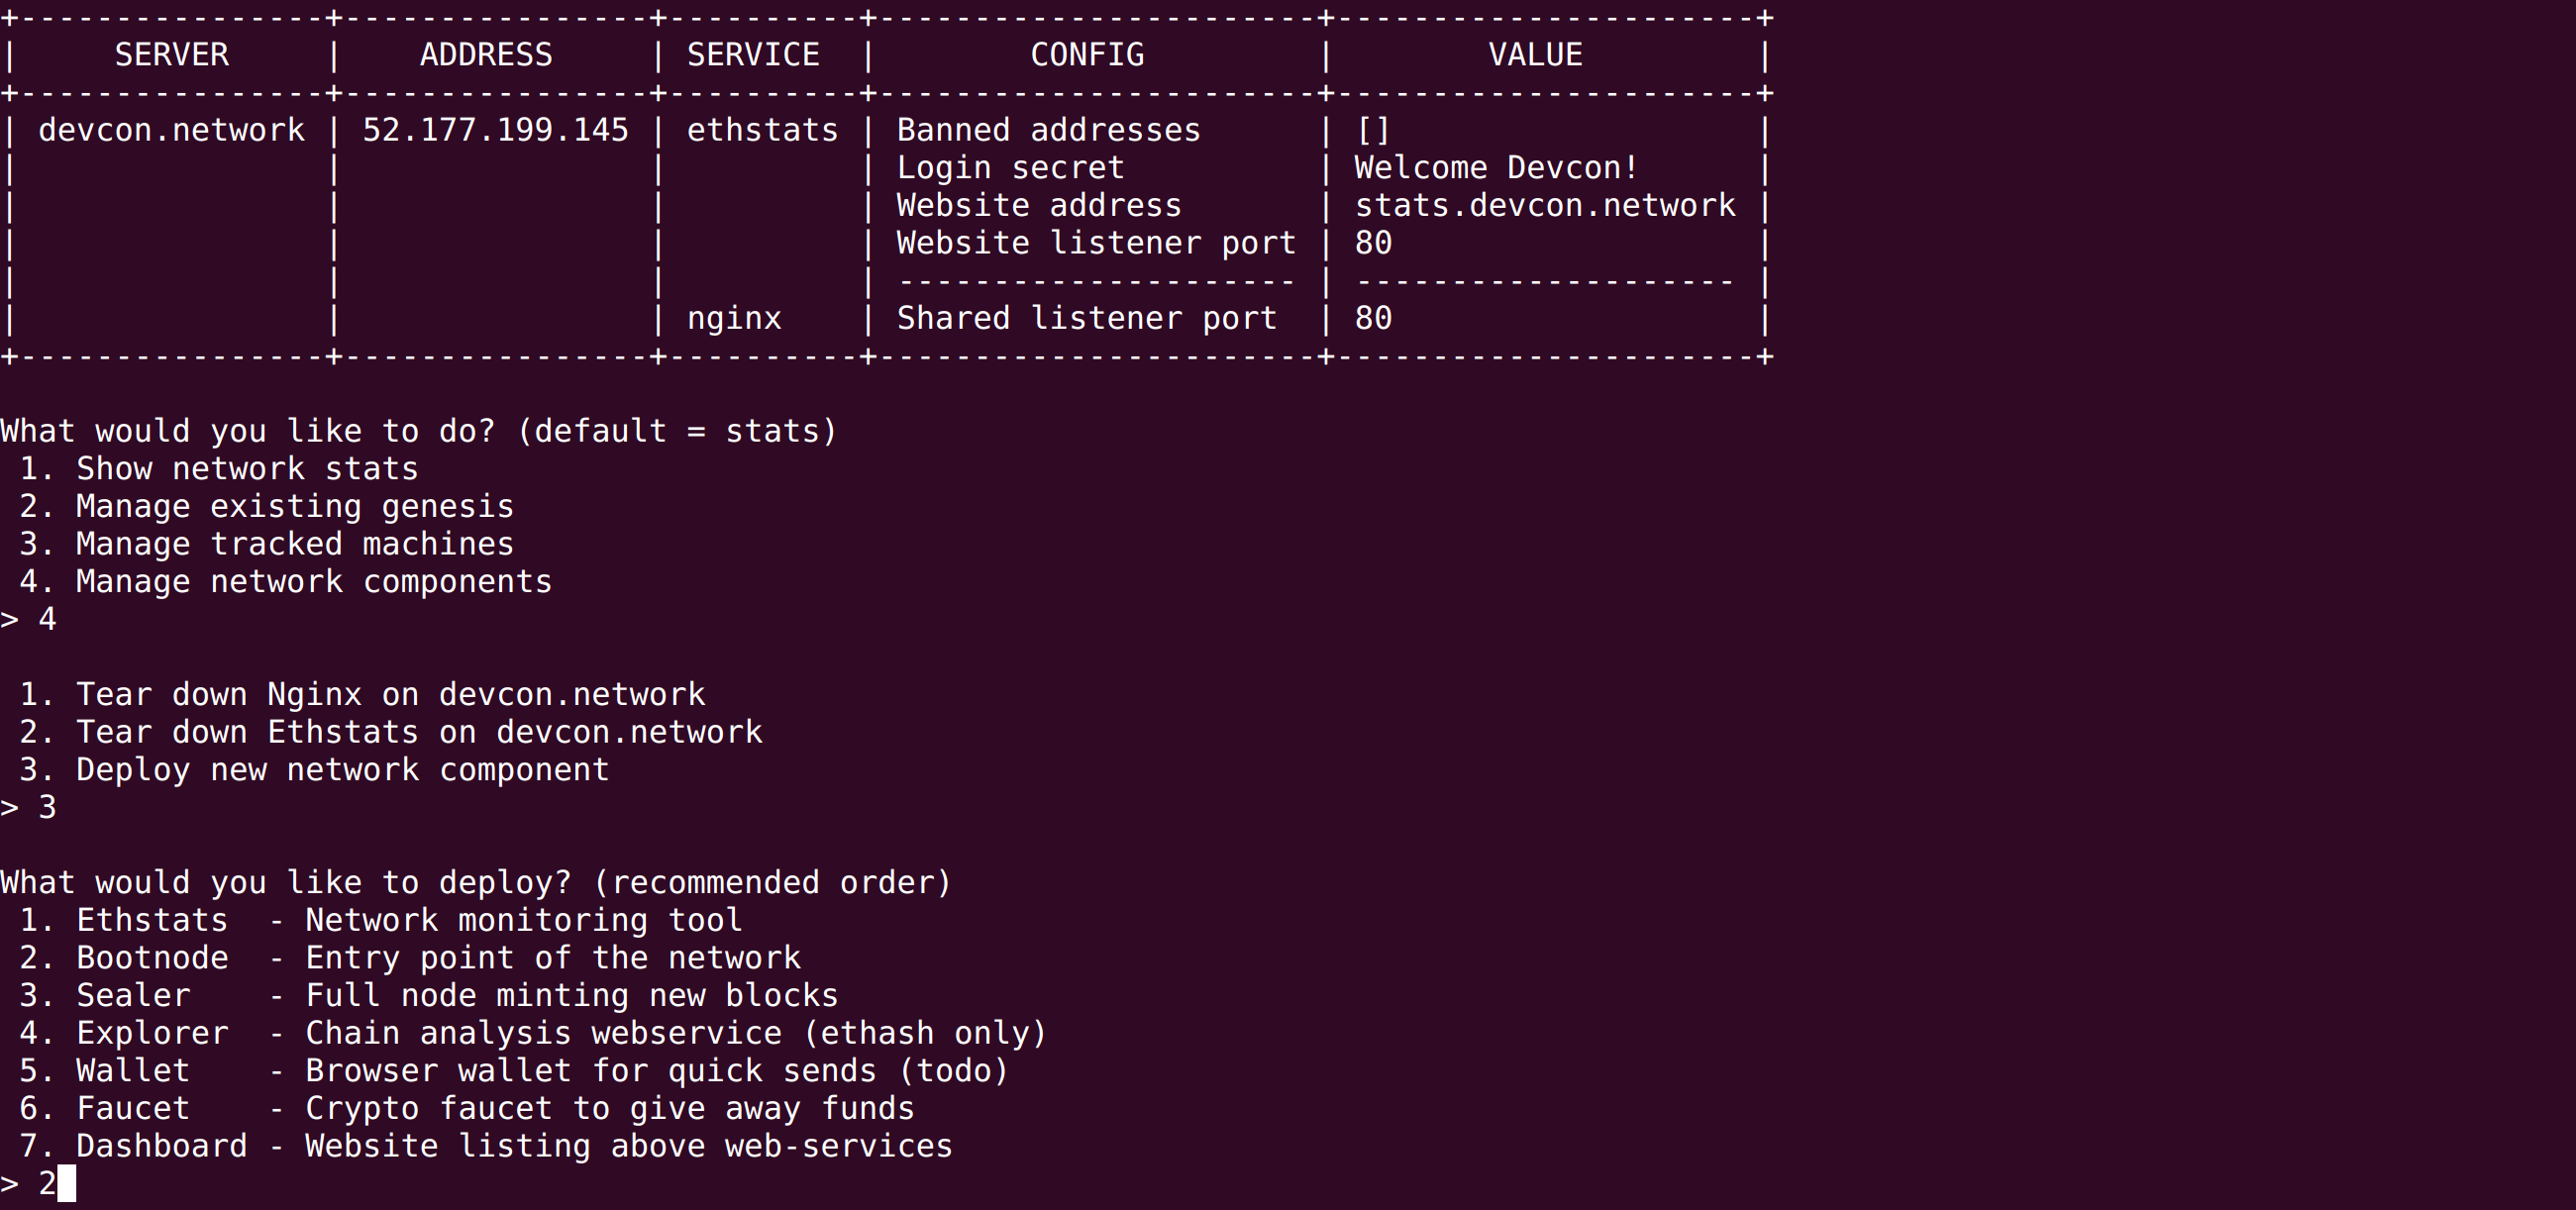 +----------------+----------------+----------+-----------------------+----------------------+
|     SERVER     |    ADDRESS     | SERVICE  |        CONFIG         |        VALUE         |
+----------------+----------------+----------+-----------------------+----------------------+
| devcon.network | 52.177.199.145 | ethstats | Banned addresses      | []                   |
|                |                |          | Login secret          | Welcome Devcon!      |
|                |                |          | Website address       | stats.devcon.network |
|                |                |          | Website listener port | 80                   |
|                |                |          | --------------------- | -------------------- |
|                |                | nginx    | Shared listener port  | 80                   |
+----------------+----------------+----------+-----------------------+----------------------+

What would you like to do? (default = stats)
 1. Show network stats
 2. Manage existing genesis
 3. Manage tracked machines
 4. Manage network components
> 4

 1. Tear down Nginx on devcon.network
 2. Tear down Ethstats on devcon.network
 3. Deploy new network component
> 3

What would you like to deploy? (recommended order)
 1. Ethstats  - Network monitoring tool
 2. Bootnode  - Entry point of the network
 3. Sealer    - Full node minting new blocks
 4. Explorer  - Chain analysis webservice (ethash only)
 5. Wallet    - Browser wallet for quick sends (todo)
 6. Faucet    - Crypto faucet to give away funds
 7. Dashboard - Website listing above web-services
> 2